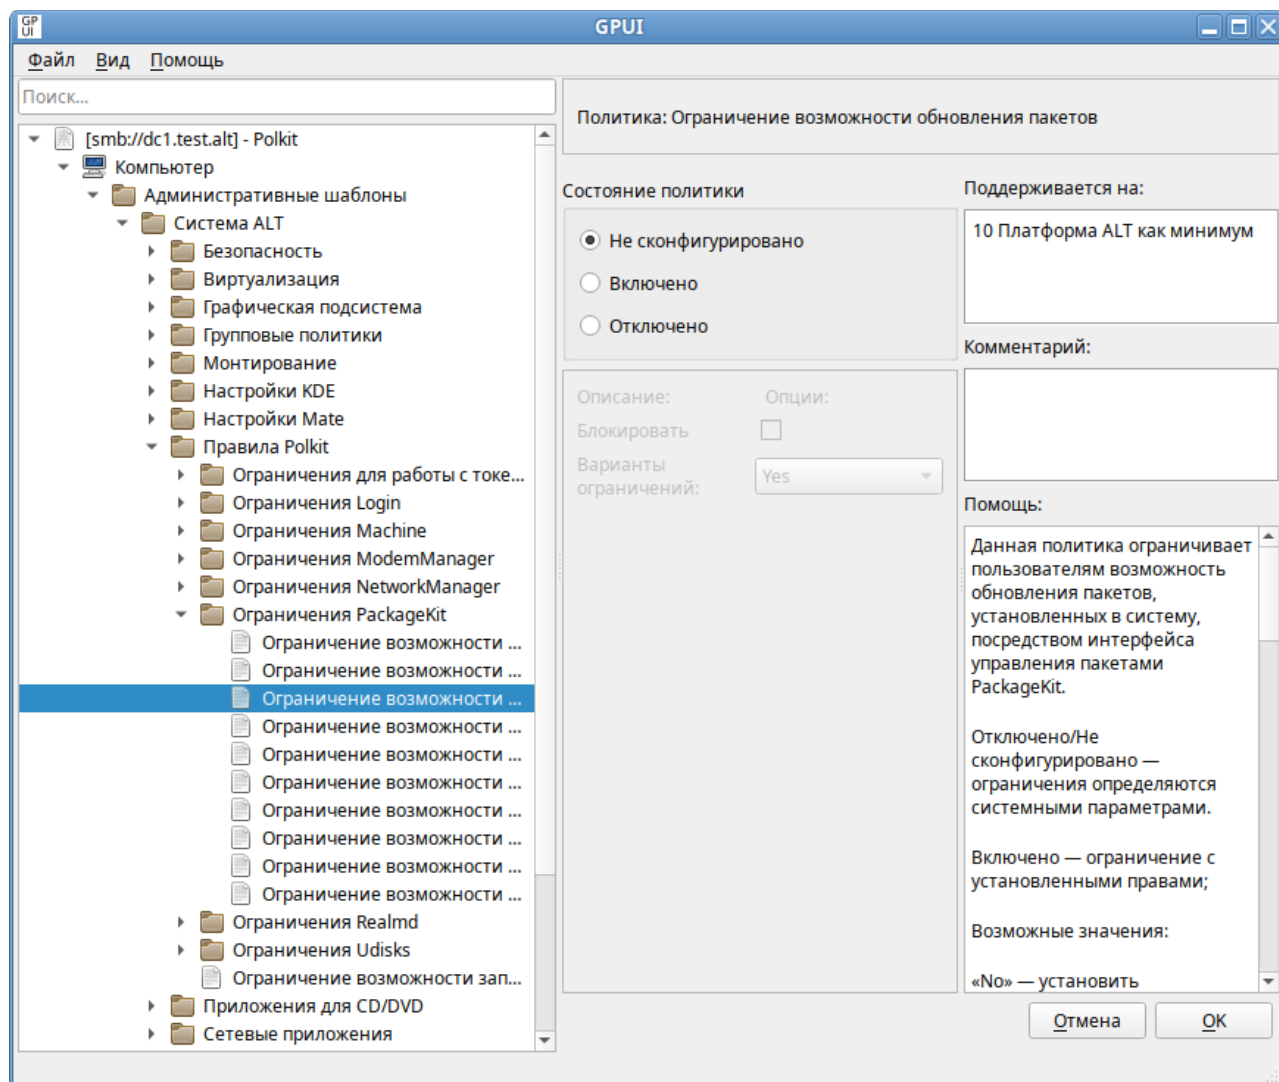 GP
UI
GPUI
Файл Вид Помощь
Поиск...
[smb://dc1.test.alt] - Polkit
Компьютер
Административные шаблоны
Система ALT
Безопасность
Виртуализация
Графическая подсистема
Групповые политики
Монтирование
Настройки KDE
Настройки Mate
Правила Polkit
Ограничения для работы с токе...
Ограничения Login
Ограничения Machine
Ограничения ModemManager
Ограничения NetworkManager
Ограничения PackageKit
Ограничение возможности ...
Ограничение возможности ...
Ограничение возможности ...
Ограничение возможности ...
Ограничение возможности ...
Ограничение возможности ...
Ограничение возможности ...
Ограничение возможности ...
Ограничение возможности ...
Ограничение возможности ...
Ограничения Realmd
Ограничения Udisks
Ограничение возможности зап...
Приложения для CD/DVD
Сетевые приложения
Политика: Ограничение возможности обновления пакетов
Состояние политики
Не сконфигурировано
Включено
Отключено
Описание: Опции:
Блокировать
Варианты
ограничений:
Yes
Поддерживается на:
10 Платформа ALT как минимум
Комментарий:
Помощь:
Данная политика ограничивает
пользователям возможность
обновления пакетов,
установленных в систему,
посредством интерфейса
управления пакетами
PackageKit.
Отключено/Не
сконфигурировано —
ограничения определяются
системными параметрами.
Включено — ограничение с
установленными правами;
Возможные значения:
«No» — установить
Отмена OK